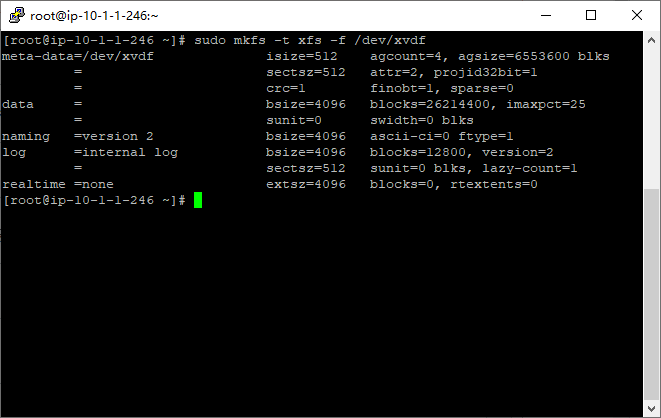 root@ip-10-1-1-246:~
[root@ip-10-1-1-246 ~]# sudo mkfs -t xfs -f /dev/xvdf
meta-data=/dev/xvdf              isize=512    agcount=4, agsize=6553600 blks
         =                       sectsz=512   attr=2, projid32bit=1
         =                       crc=1        finobt=1, sparse=0
data     =                       bsize=4096   blocks=26214400, imaxpct=25
         =                       sunit=0      swidth=0 blks
naming   =version 2              bsize=4096   ascii-ci=0 ftype=1
log      =internal log           bsize=4096   blocks=12800, version=2
         =                       sectsz=512   sunit=0 blks, lazy-count=1
realtime =none                   extsz=4096   blocks=0, rtextents=0
[root@ip-10-1-1-246 ~]#